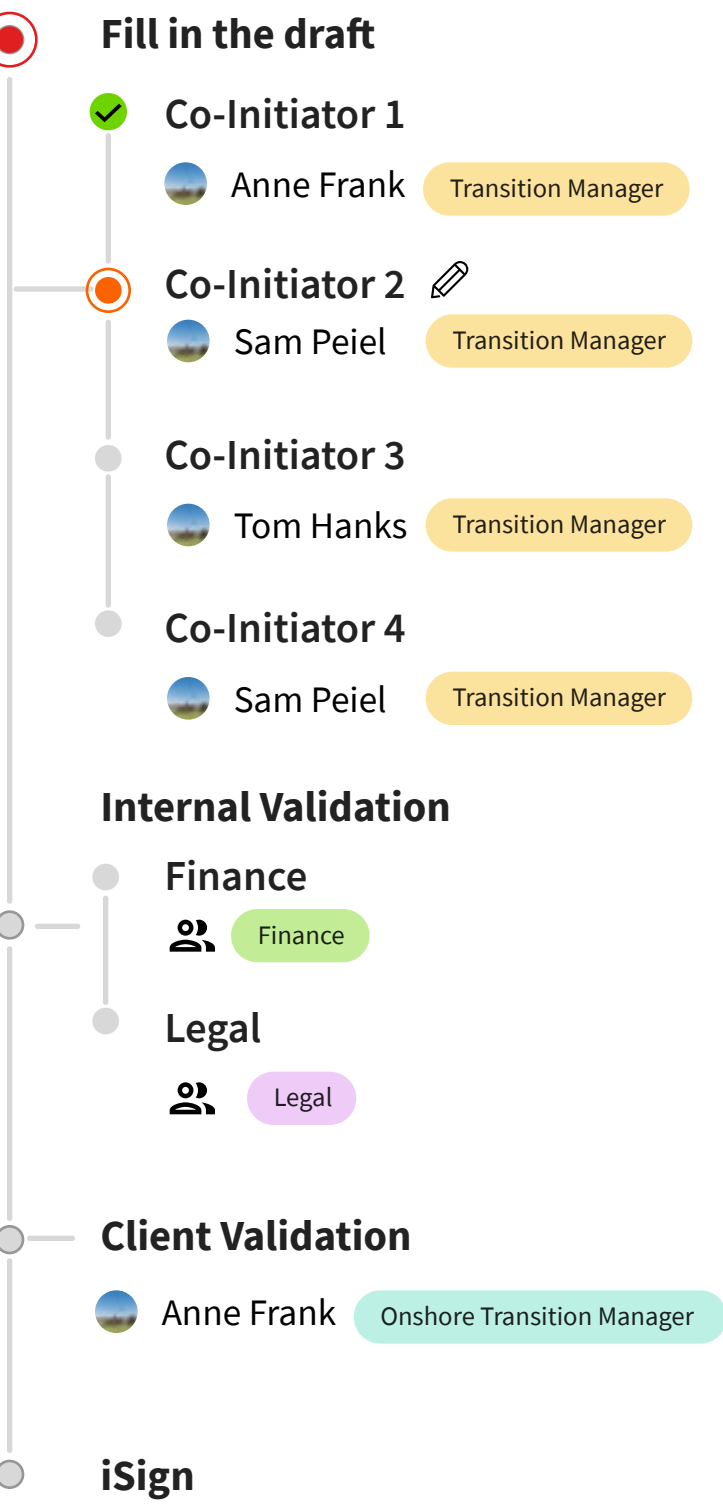 Fill in the draft
Co-Initiator 1
Anne Frank Transition Manager
Co-Initiator 2
Sam Peiel Transition Manager
Co-Initiator 3
Tom Hanks Transition Manager
Co-Initiator 4
Sam Peiel Transition Manager
Internal Validation
Finance
Finance
Legal
Legal
Client Validation
Anne Frank Onshore Transition Manager
iSign